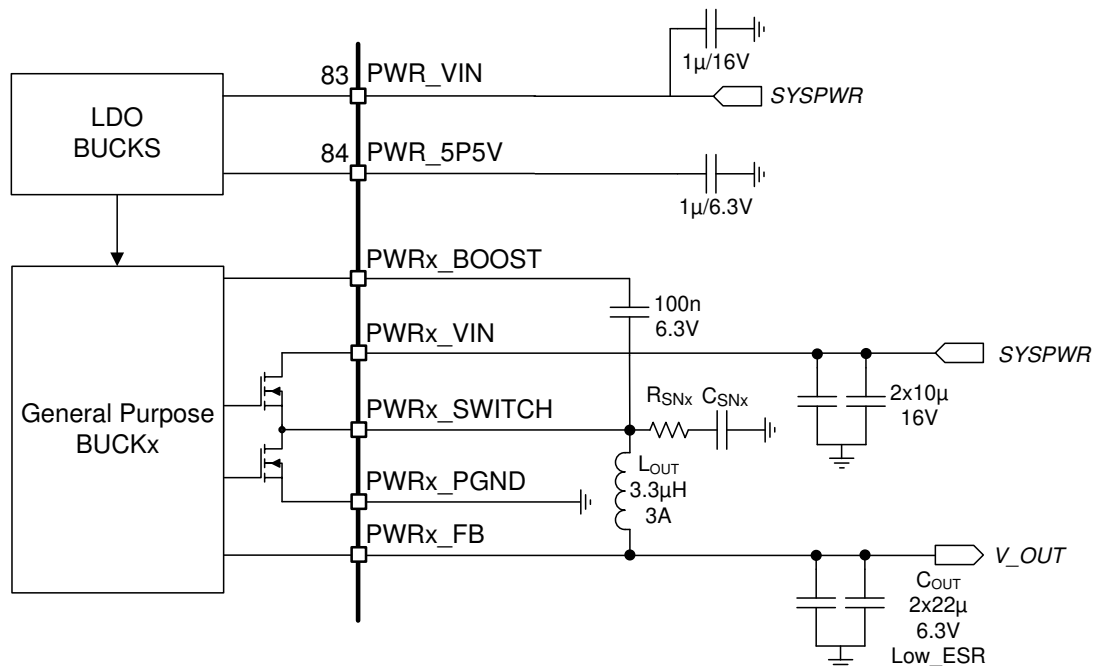 1µ/16V
83
PWR_VIN
SYSPWR
LDO
BUCKS
84
PWR_5P5V
1µ/6.3V
PWRx_BOOST
100n
6.3V
PWRx_VIN
SYSPWR
2x10µ
16V
General Purpose
BUCKx
PWRx_SWITCH
RSNx
CSNx
LOUT
3.3µH
3A
PWRx_PGND
PWRx_FB
V_OUT
COUT
2x22µ
6.3V
Low_ESR